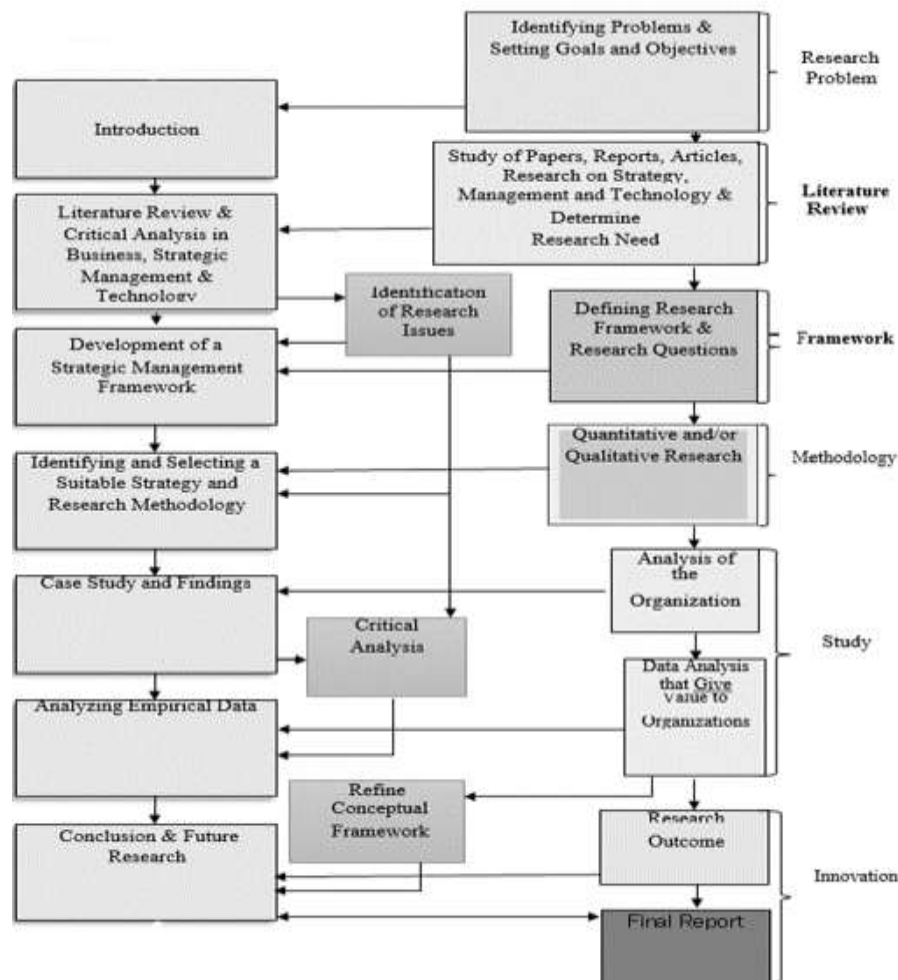 Identifying Problems &
Setting Goals and Objectives
Research
Problem
Introduction
Study of Papers, Reports, Articles,
Research on Strategy,
Management and Technology &
Determine
Research Need
Literature
Review
Literature Review &
Critical Analysis in
Business, Strategic
Management &
Technology
Identification
of Research
Issues
Defining Research
Framework &
Research Questions
Framework
Development of a
Strategic Management
Framework
Quantitative and/or
Qualitative Research
Methodology
Identifying and Selecting a
Suitable Strategy and
Research Methodology
Analysis of
the
Organization
Case Study and Findings
Critical
Analysis
Study
Data Analysis
that Give
Value to
Organizations
Analyzing Empirical Data
Refine
Conceptual
Framework
Research
Outcome
Conclusion & Future
Research
Innovation
Final Report